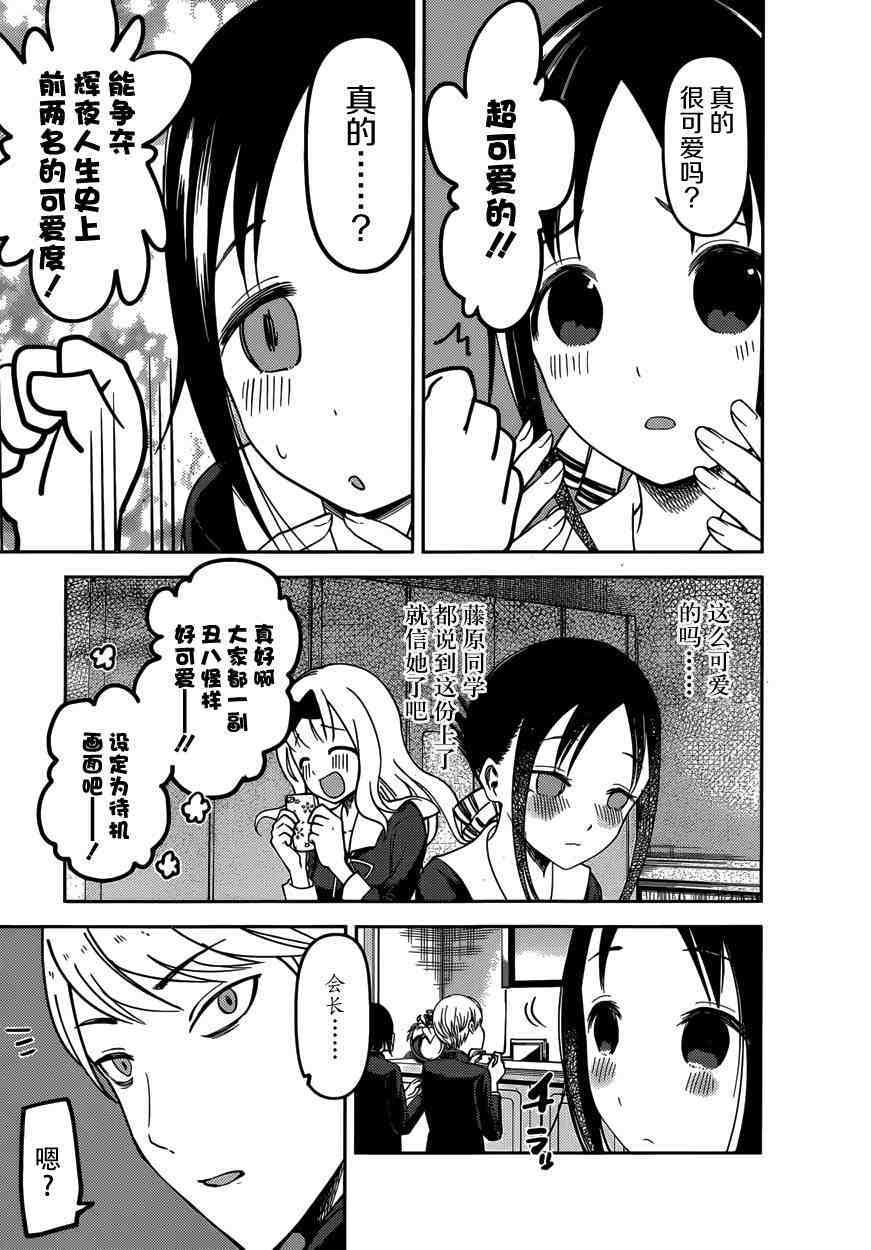 真的
很可爱吗？
超可爱的！！
真的……？
能争夺
辉夜人生史上
前两名的可爱度！
这么可爱
的吗……
藤原同学
都说到这份上了
就信她了吧
真好啊
大家都一副
丑八怪样
好可爱——！！
设定为待机
画面吧——！！
チラッ
会长……
嗯？